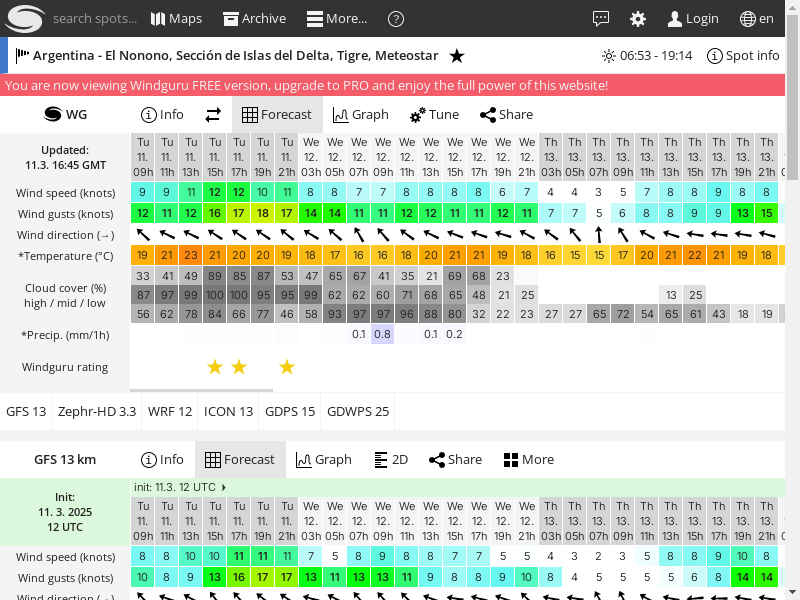 search spots... Maps Archive More... ? Login en
Argentina - El Nonono, Sección de Islas del Delta, Tigre, Meteostar ★ 06:53 - 19:14 Spot info
You are now viewing Windguru FREE version, upgrade to PRO and enjoy the full power of this website!
WG Info Forecast Graph Tune Share
Updated:
11.3. 16:45 GMT
Tu Tu Tu Tu Tu Tu Tu We We We We We We We We We We Th Th Th Th Th Th Th Th Th Th
11. 11. 11. 11. 11. 11. 11. 12. 12. 12. 12. 12. 12. 12. 12. 12. 12. 13. 13. 13. 13. 13. 13. 13. 13. 13. 13.
09h 11h 13h 15h 17h 19h 21h 03h 05h 07h 09h 11h 13h 15h 17h 19h 21h 03h 05h 07h 09h 11h 13h 15h 17h 19h 21h
Wind speed (knots) 9 9 11 12 12 10 11 8 8 7 7 8 8 8 8 6 7 4 4 3 5 7 8 8 9 8 8
Wind gusts (knots) 12 11 12 16 17 18 17 14 14 11 11 12 12 11 11 12 11 7 7 5 6 8 8 9 9 13 15
Wind direction (→)
*Temperature (°C) 19 21 23 21 20 20 19 18 17 16 16 18 20 21 21 19 18 16 15 15 17 20 21 22 21 19 18
Cloud cover (%)
high / mid / low
33 41 49 89 85 87 53 47 65 67 41 35 21 69 68 23
87 97 99 100 100 95 95 99 62 62 60 71 68 65 48 21 25 13 25
56 62 78 84 66 77 46 58 93 97 97 96 88 80 32 22 23 27 27 65 72 54 65 61 43 18 19
*Precip. (mm/1h) 0.1 0.8 0.1 0.2
Windguru rating ★ ★ ★
GFS 13 Zephr-HD 3.3 WRF 12 ICON 13 GDPS 15 GDWPS 25
GFS 13 km Info Forecast Graph 2D Share More
Init:
11. 3. 2025
12 UTC
init: 11.3. 12 UTC
Tu Tu Tu Tu Tu Tu Tu We We We We We We We We We We Th Th Th Th Th Th Th Th Th Th
11. 11. 11. 11. 11. 11. 11. 12. 12. 12. 12. 12. 12. 12. 12. 12. 12. 13. 13. 13. 13. 13. 13. 13. 13. 13. 13.
09h 11h 13h 15h 17h 19h 21h 03h 05h 07h 09h 11h 13h 15h 17h 19h 21h 03h 05h 07h 09h 11h 13h 15h 17h 19h 21h
Wind speed (knots) 8 8 10 10 11 11 11 7 5 8 9 8 8 7 7 5 5 4 3 2 3 5 8 8 9 10 8
Wind gusts (knots) 10 8 9 13 16 17 17 13 11 13 13 11 9 8 8 9 10 8 4 5 5 5 5 6 8 14 14
Wind direction (→)